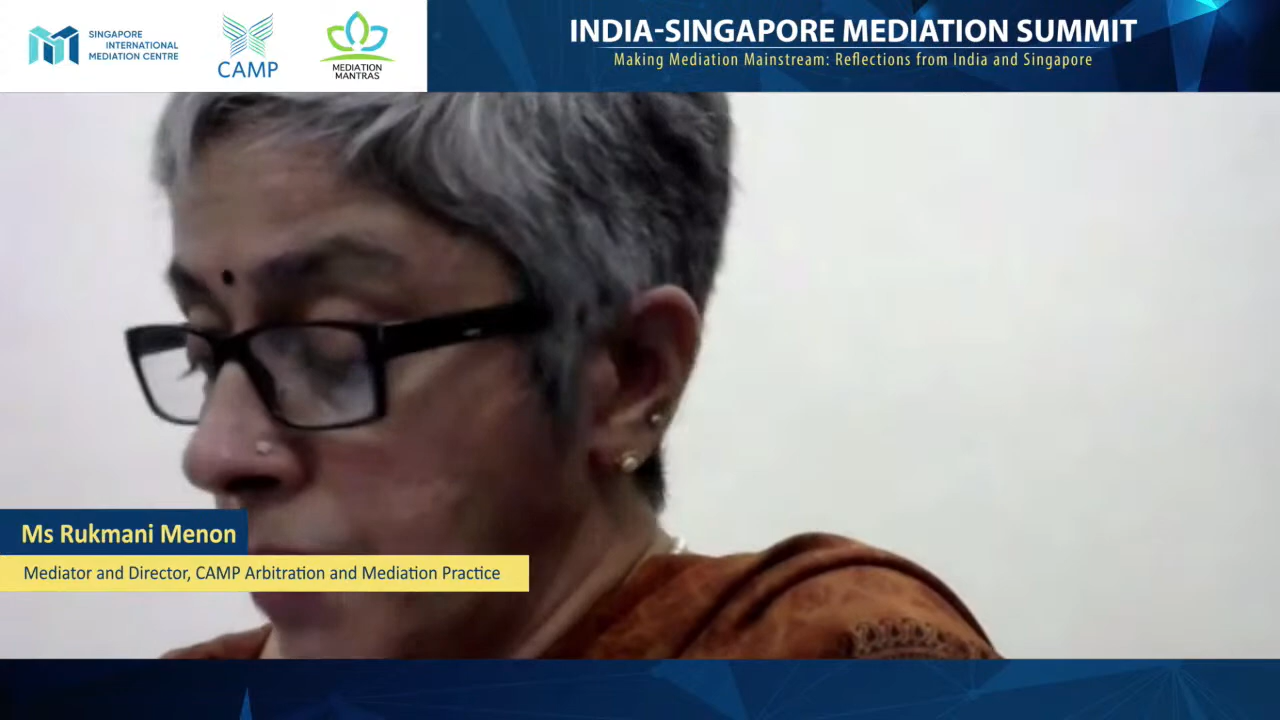 SINGAPORE
INTERNATIONAL
MEDIATION CENTRE
CAMP
MEDIATION
MANTRAS
INDIA-SINGAPORE MEDIATION SUMMIT
Making Mediation Mainstream: Reflections from India and Singapore
Ms Rukmani Menon
Mediator and Director, CAMP Arbitration and Mediation Practice